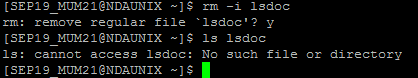 [SEP19_MUM21@NDAUNIX ~]$ rm -i lsdoc
rm: remove regular file `lsdoc'? y
[SEP19_MUM21@NDAUNIX ~]$ ls lsdoc
ls: cannot access lsdoc: No such file or directory
[SEP19_MUM21@NDAUNIX ~]$